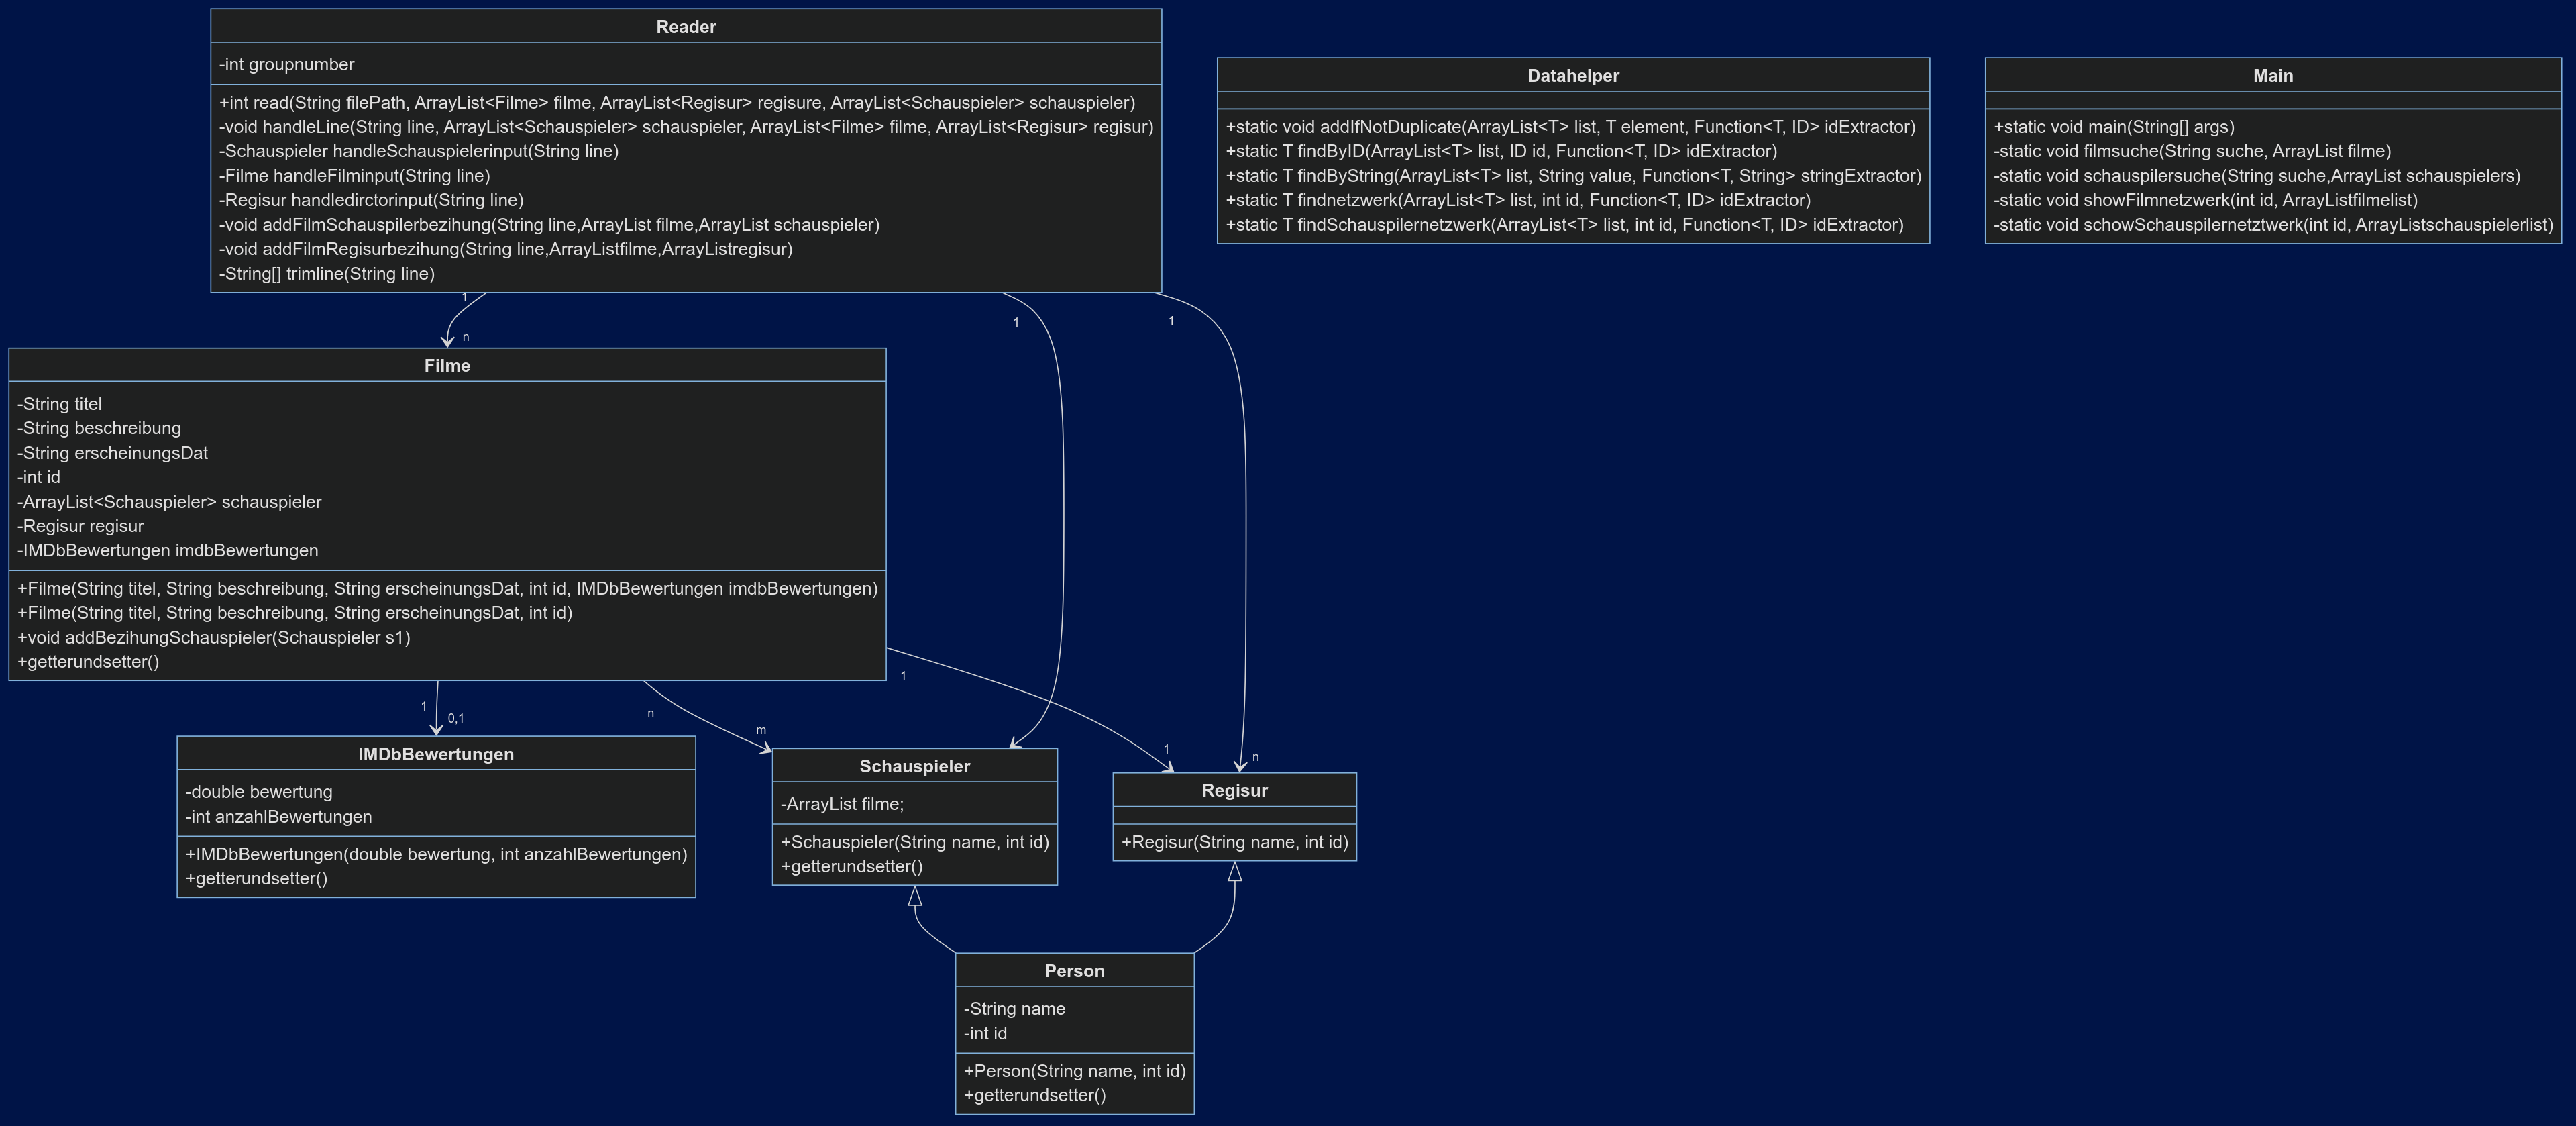 Reader
-int groupnumber
+int read(String filePath, ArrayList<Filme> filme, ArrayList<Regisur> regisure, ArrayList<Schauspieler> schauspieler)
-void handleLine(String line, ArrayList<Schauspieler> schauspieler, ArrayList<Filme> filme, ArrayList<Regisur> regisur)
-Schauspieler handleSchauspielerinput(String line)
-Filme handleFilminput(String line)
-Regisur handledirctorinput(String line)
-void addFilmSchauspilerbezihung(String line,ArrayList filme,ArrayList schauspieler)
-void addFilmRegisurbezihung(String line,ArrayListfilme,ArrayListregisur)
-String[] trimline(String line)
Datahelper
+static void addIfNotDuplicate(ArrayList<T> list, T element, Function<T, ID> idExtractor)
+static T findByID(ArrayList<T> list, ID id, Function<T, ID> idExtractor)
+static T findByString(ArrayList<T> list, String value, Function<T, String> stringExtractor)
+static T findnetzwerk(ArrayList<T> list, int id, Function<T, ID> idExtractor)
+static T findSchauspilernetzwerk(ArrayList<T> list, int id, Function<T, ID> idExtractor)
Main
+static void main(String[] args)
-static void filmsuche(String suche, ArrayList filme)
-static void schauspilersuche(String suche,ArrayList schauspielers)
-static void showFilmnetzwerk(int id, ArrayListfilmelist)
-static void schowSchauspilernetztwerk(int id, ArrayListschauspielerlist)
1
n
1
1
Filme
-String titel
-String beschreibung
-String erscheinungsDat
-int id
-ArrayList<Schauspieler> schauspieler
-Regisur regisur
-IMDbBewertungen imdbBewertungen
+Filme(String titel, String beschreibung, String erscheinungsDat, int id, IMDbBewertungen imdbBewertungen)
+Filme(String titel, String beschreibung, String erscheinungsDat, int id)
+void addBezihungSchauspieler(Schauspieler s1)
+getterundsetter()
1
0,1
n
m
1
1
n
IMDbBewertungen
-double bewertung
-int anzahlBewertungen
+IMDbBewertungen(double bewertung, int anzahlBewertungen)
+getterundsetter()
Schauspieler
-ArrayList filme;
+Schauspieler(String name, int id)
+getterundsetter()
Regisur
+Regisur(String name, int id)
Person
-String name
-int id
+Person(String name, int id)
+getterundsetter()